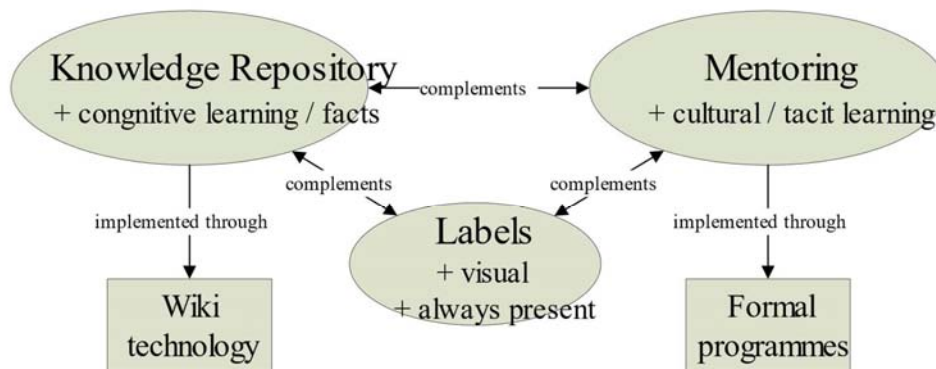 Knowledge Repository
+ congnitive learning / facts
complements
Mentoring
+ cultural / tacit learning
complements
complements
implemented through
implemented through
Labels
+ visual
+ always present
Wiki
technology
Formal
programmes